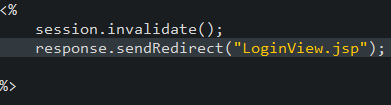 <%
    session.invalidate();
    response.sendRedirect("LoginView.jsp");
%>